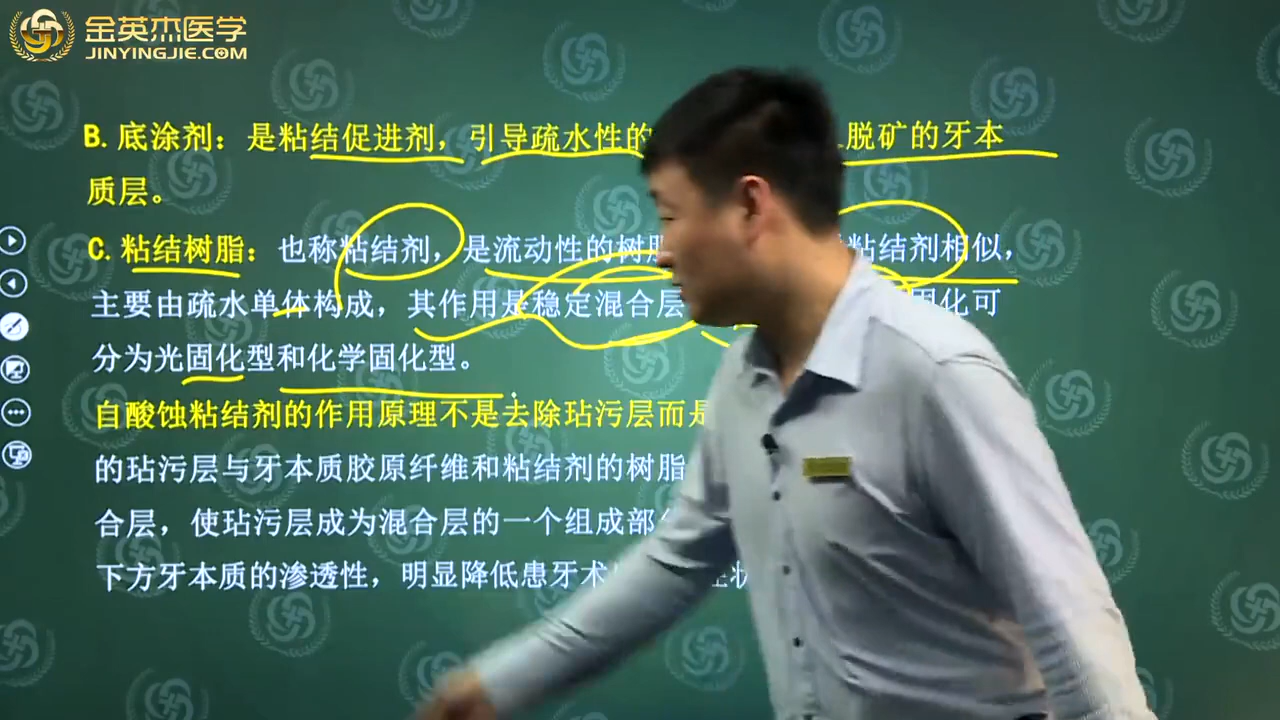 金英杰医学
JINYINGJIE.COM
B. 底涂剂：是粘结促进剂，引导疏水性的 脱矿的牙本
质层。
C. 粘结树脂：也称粘结剂，是流动性的树脂 粘结剂相似，
主要由疏水单体构成，其作用是稳定混合层 固化可
分为光固化型和化学固化型。
自酸蚀粘结剂的作用原理不是去除玷污层而是
的玷污层与牙本质胶原纤维和粘结剂的树脂
合层，使玷污层成为混合层的一个组成部分
下方牙本质的渗透性，明显降低患牙术